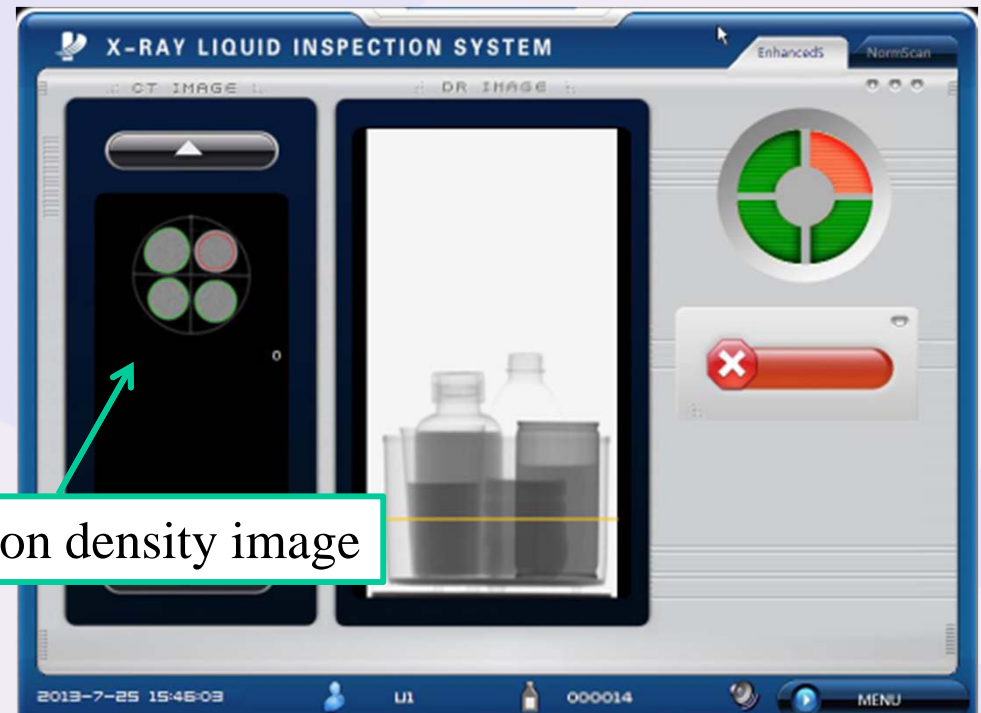 X-RAY LIQUID INSPECTION SYSTEM
EnhancedS
NormScan
CT IMAGE
DR IMAGE
0
on density image
2013-7-25 15:45:03
U1
000014
MENU